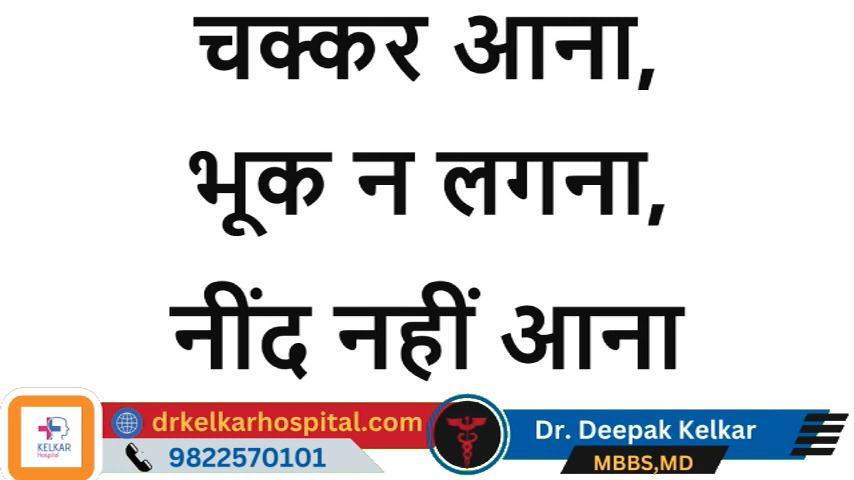 चक्कर आना,
भूक न लगना,
नींद नहीं आना
KELKAR
Hospital
drkelkarhospital.com
9822570101
Dr. Deepak Kelkar
MBBS,MD